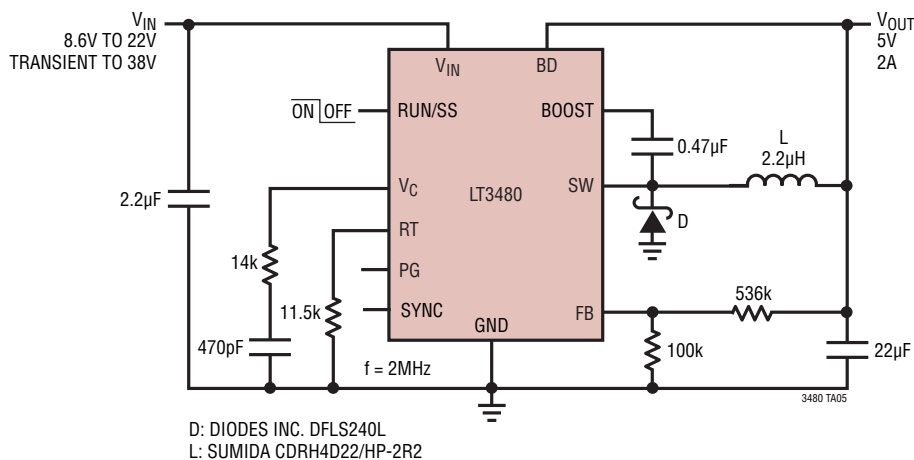 VIN
8.6V TO 22V
TRANSIENT TO 38V
VOUT
5V
2A
VIN
BD
ON OFF
RUN/SS
BOOST
0.47µF
L
2.2µH
2.2µF
VC
LT3480
SW
D
RT
14k
PG
11.5k
SYNC
FB
536k
GND
470pF
f = 2MHz
100k
22µF
3480 TA05
D: DIODES INC. DFLS240L
L: SUMIDA CDRH4D22/HP-2R2